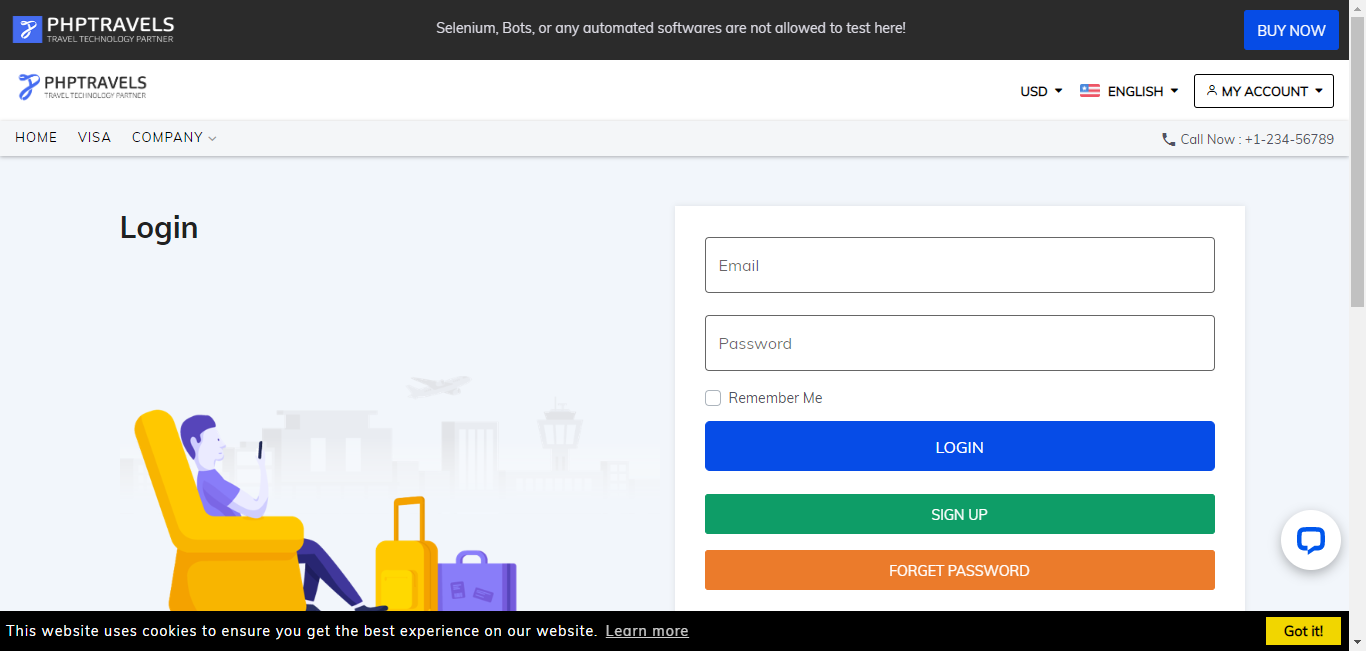 PHPTRAVELS
TRAVEL TECHNOLOGY PARTNER
Selenium, Bots, or any automated softwares are not allowed to test here!
BUY NOW
PHPTRAVELS
TRAVEL TECHNOLOGY PARTNER
USD
ENGLISH
MY ACCOUNT
HOME VISA COMPANY
Call Now : +1-234-56789
Login
Email
Password
Remember Me
LOGIN
SIGN UP
FORGET PASSWORD
This website uses cookies to ensure you get the best experience on our website. Learn more
Got it!